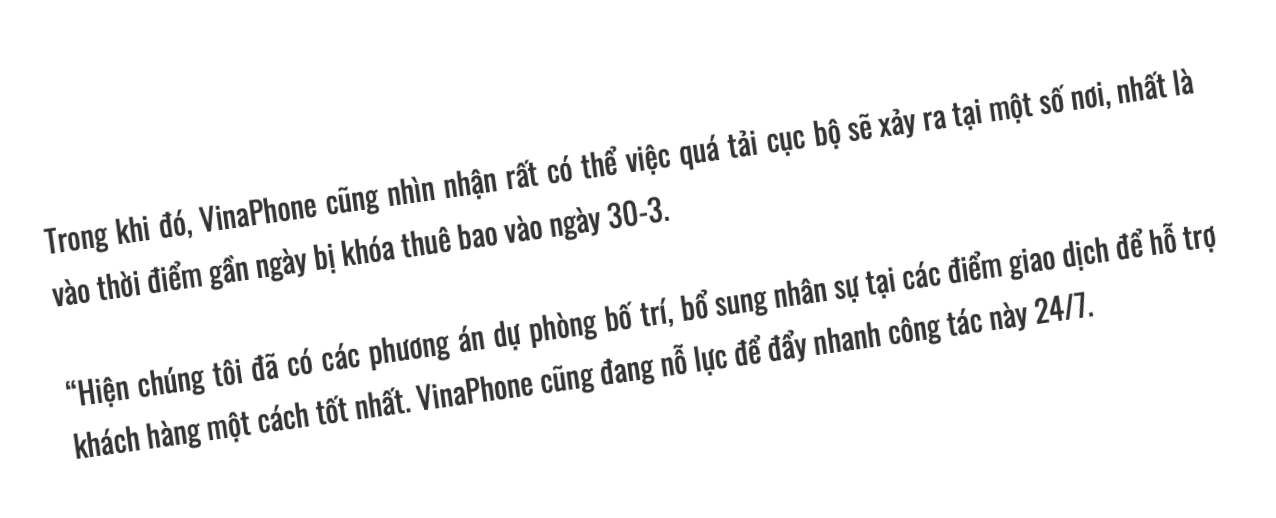 Trong khi đó, VinaPhone cũng nhìn nhận rất có thể việc quá tải cục bộ sẽ xảy ra tại một số nơi, nhất là
vào thời điểm gần ngày bị khóa thuê bao vào ngày 30-3.
“Hiện chúng tôi đã có các phương án dự phòng bố trí, bổ sung nhân sự tại các điểm giao dịch để hỗ trợ
khách hàng một cách tốt nhất. VinaPhone cũng đang nỗ lực để đẩy nhanh công tác này 24/7.